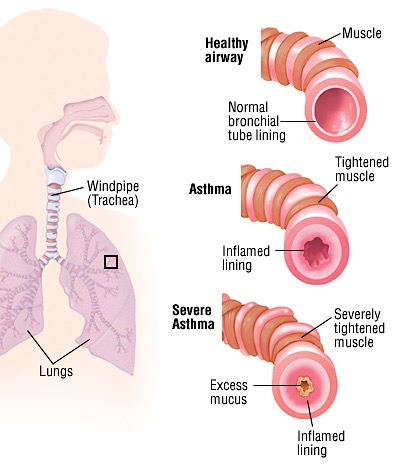 Healthy
airway
Muscle
Normal
bronchial
tube lining
Windpipe
(Trachea)
Asthma
Tightened
muscle
Inflamed
lining
Severe
Asthma
Severely
tightened
muscle
Lungs
Excess
mucus
Inflamed
lining